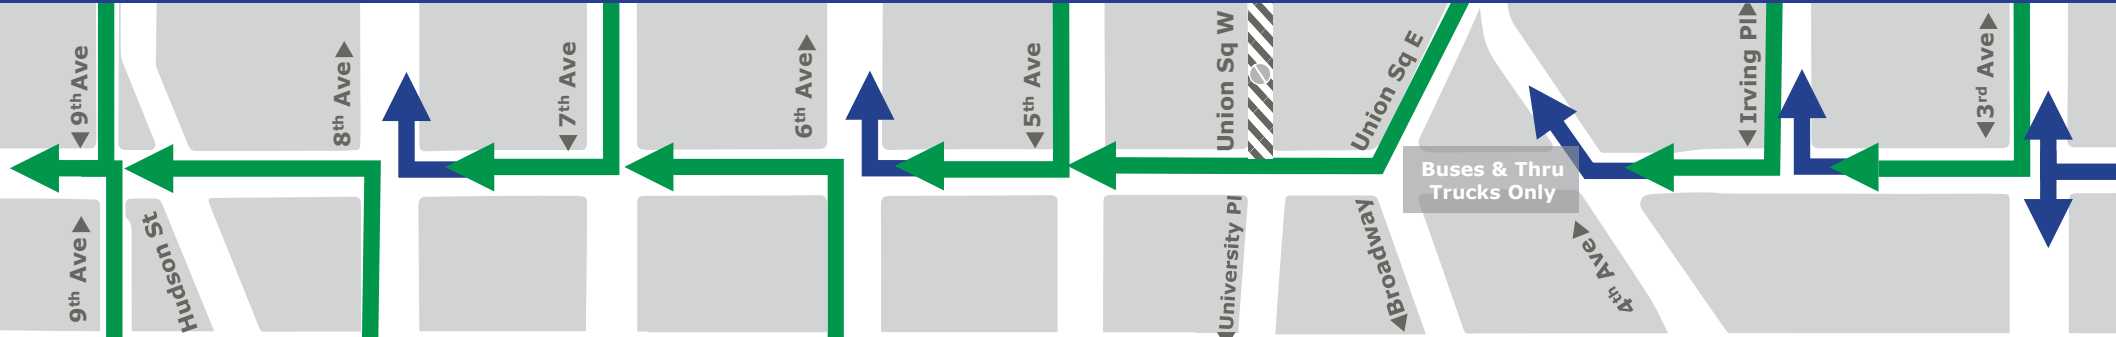 9th Ave
8th Ave
7th Ave
6th Ave
5th Ave
Union Sq W
Union Sq E
Irving Pl
3rd Ave
Buses & Thru
Trucks Only
9th Ave
Hudson St
University Pl
Broadway
4th Ave